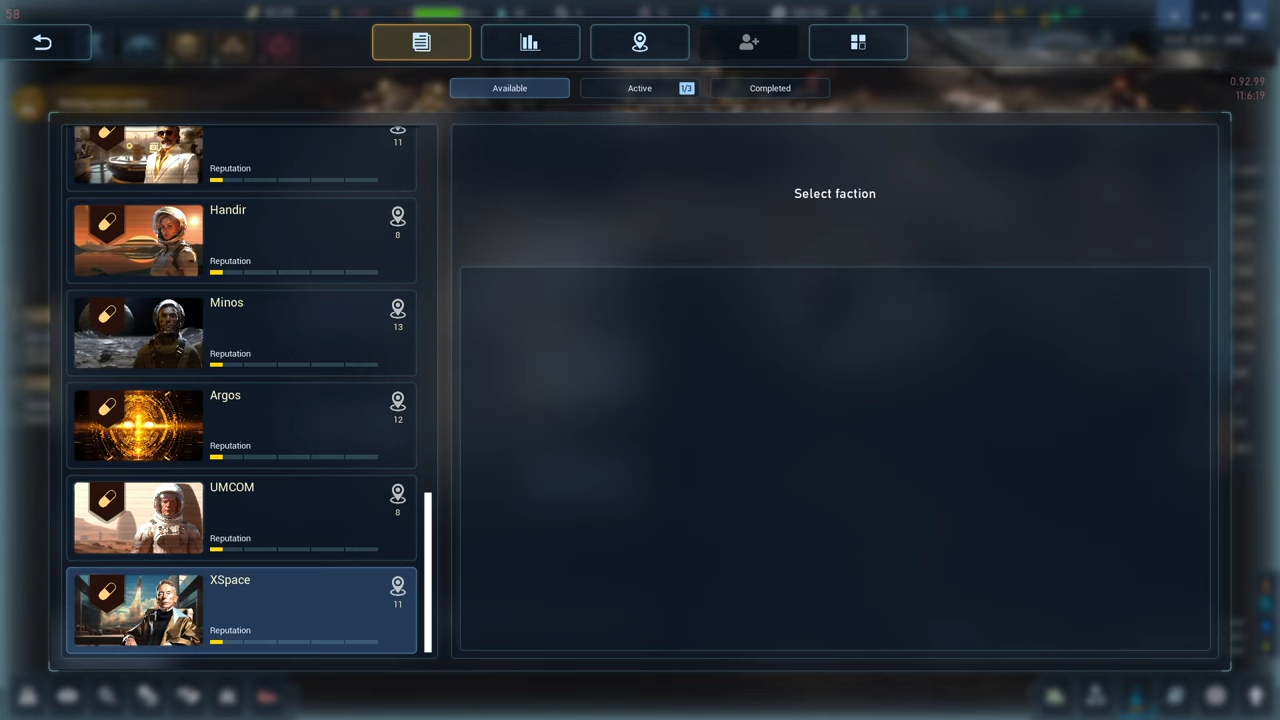 58
Available
Active
1/3
Completed
0.92.99
11:6:19
11
Reputation
Handir
8
Reputation
Minos
13
Reputation
Argos
12
Reputation
UMCOM
8
Reputation
XSpace
11
Reputation
Select faction